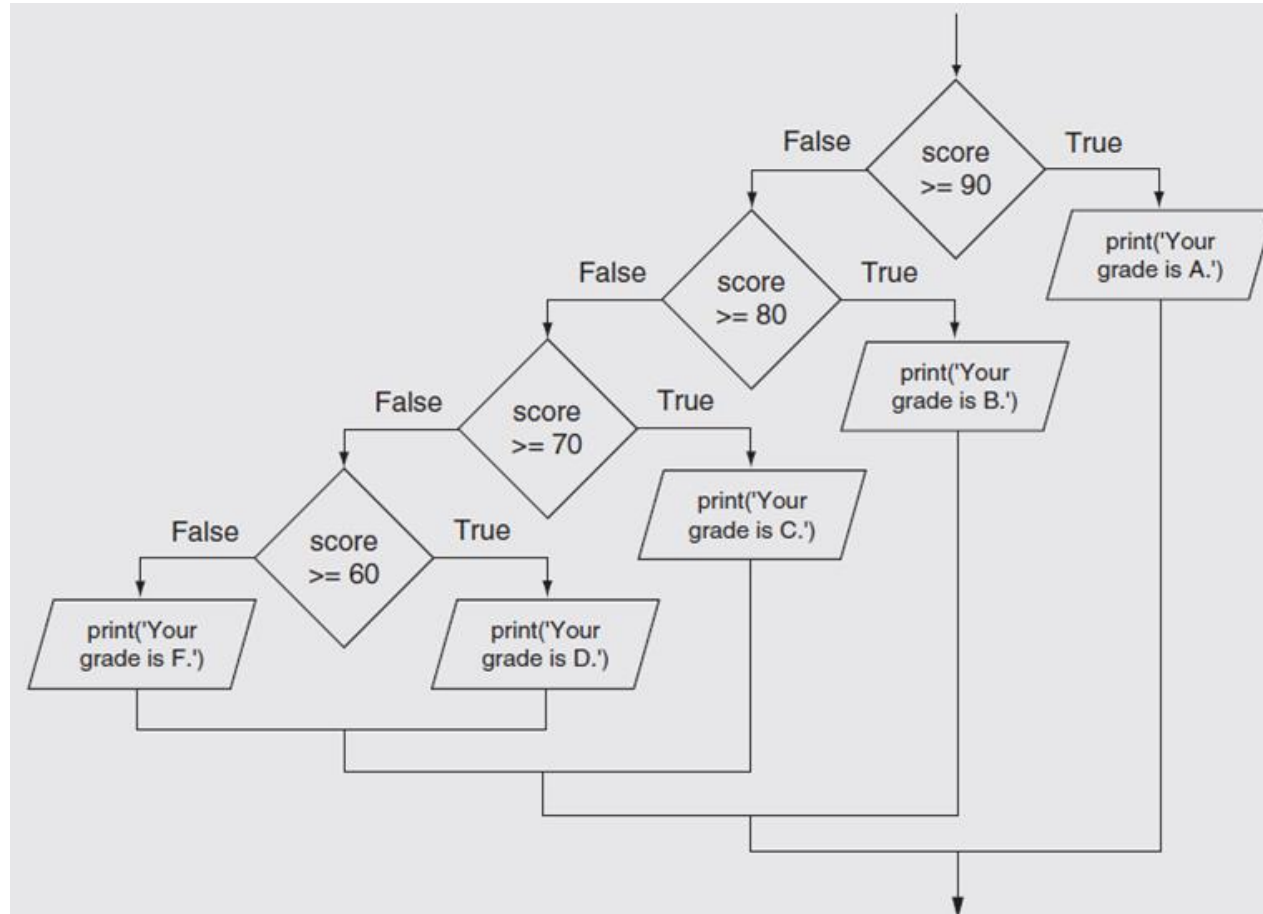 False
True
score
>= 90
print('Your
grade is A.')
False
True
score
>= 80
print('Your
grade is B.')
False
True
score
>= 70
print('Your
grade is C.')
False
True
score
>= 60
print('Your
grade is F.')
print('Your
grade is D.')